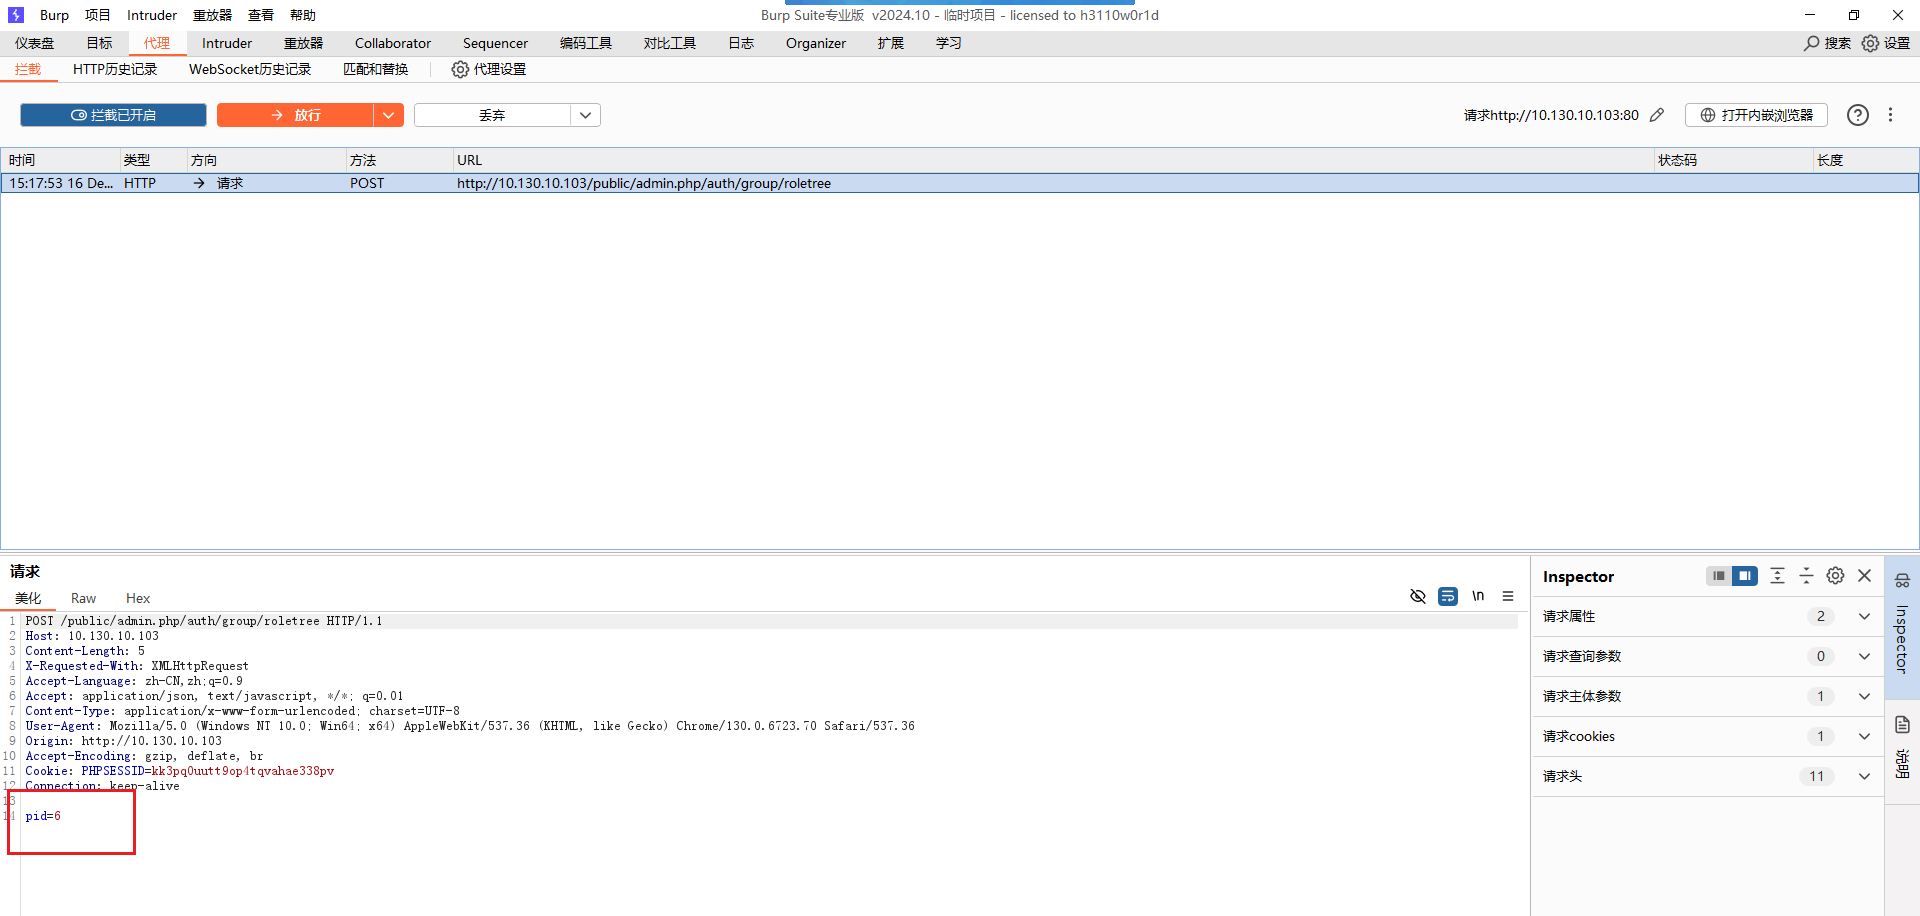 Burp 项目 Intruder 重放器 查看 帮助
Burp Suite专业版 v2024.10 - 临时项目 - licensed to h3110w0r1d
仪表盘 目标 代理 Intruder 重放器 Collaborator Sequencer 编码工具 对比工具 日志 Organizer 扩展 学习
搜索 设置
拦截 HTTP历史记录 WebSocket历史记录 匹配和替换 代理设置
拦截已开启 放行 丢弃 请求http://10.130.10.103:80 打开内嵌浏览器
时间 类型 方向 方法 URL 状态码 长度
15:17:53 16 De... HTTP 请求 POST http://10.130.10.103/public/admin.php/auth/group/roletree
请求
美化 Raw Hex \n
1 POST /public/admin.php/auth/group/roletree HTTP/1.1
2 Host: 10.130.10.103
3 Content-Length: 5
4 X-Requested-With: XMLHttpRequest
5 Accept-Language: zh-CN,zh;q=0.9
6 Accept: application/json, text/javascript, */*; q=0.01
7 Content-Type: application/x-www-form-urlencoded; charset=UTF-8
8 User-Agent: Mozilla/5.0 (Windows NT 10.0; Win64; x64) AppleWebKit/537.36 (KHTML, like Gecko) Chrome/130.0.6723.70 Safari/537.36
9 Origin: http://10.130.10.103
10 Accept-Encoding: gzip, deflate, br
11 Cookie: PHPSESSID=kk3pq0uutt9op4tqvahae338pv
12 Connection: keep-alive
13
14 pid=6
Inspector
请求属性 2
请求查询参数 0
请求主体参数 1
请求cookies 1
请求头 11
Inspector
说明